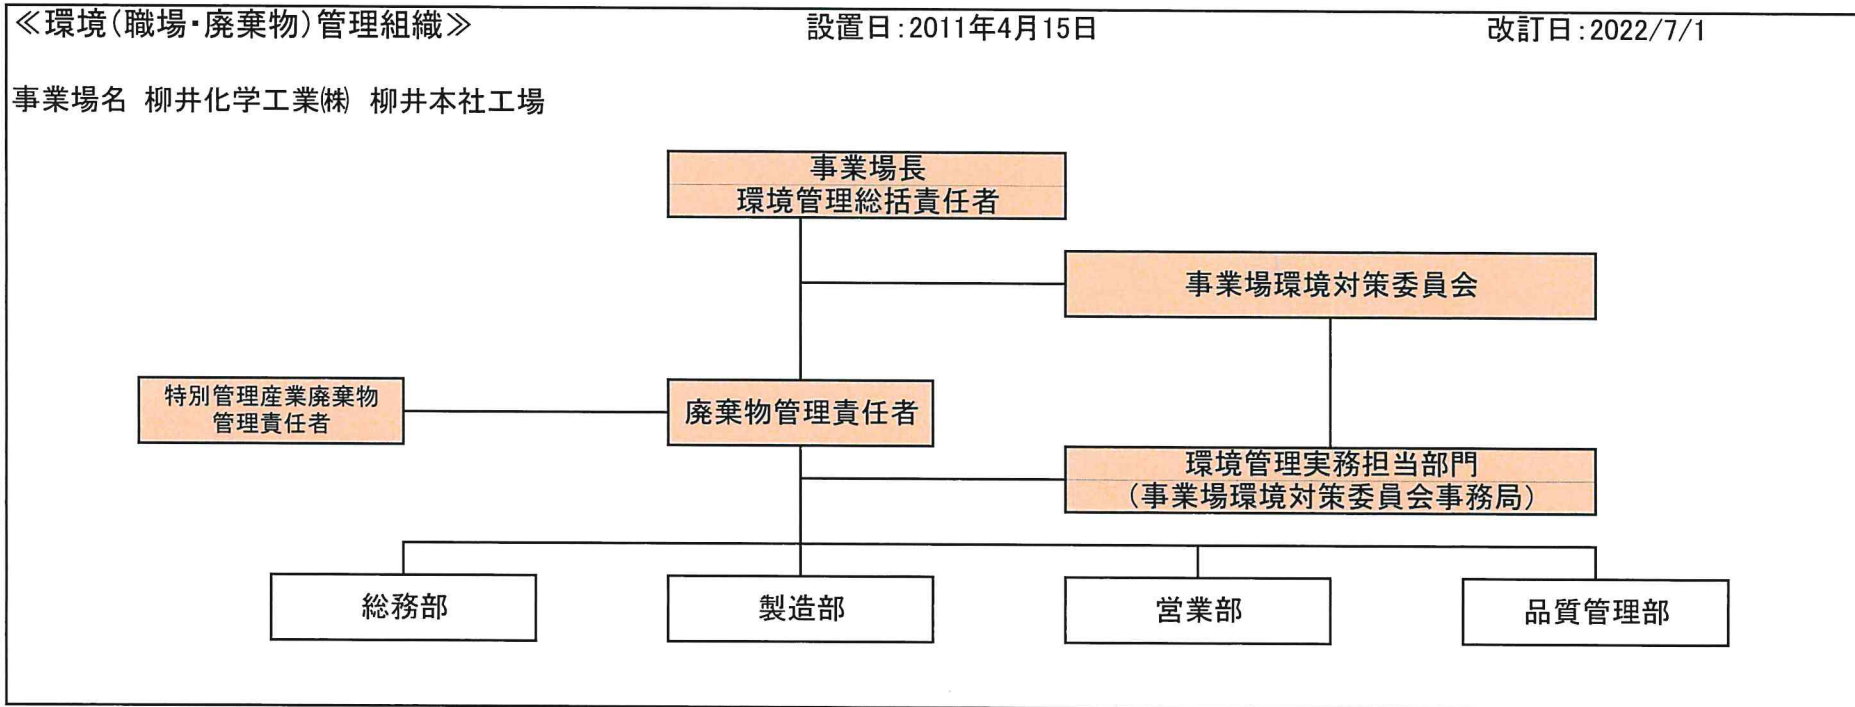 ≪環境(職場・廃棄物)管理組織≫ 設置日:2011年4月15日 改訂日:2022/7/1
事業場名 柳井化学工業㈱ 柳井本社工場
事業場長
環境管理総括責任者
事業場環境対策委員会
特別管理産業廃棄物
管理責任者
廃棄物管理責任者
環境管理実務担当部門
(事業場環境対策委員会事務局)
総務部
製造部
営業部
品質管理部